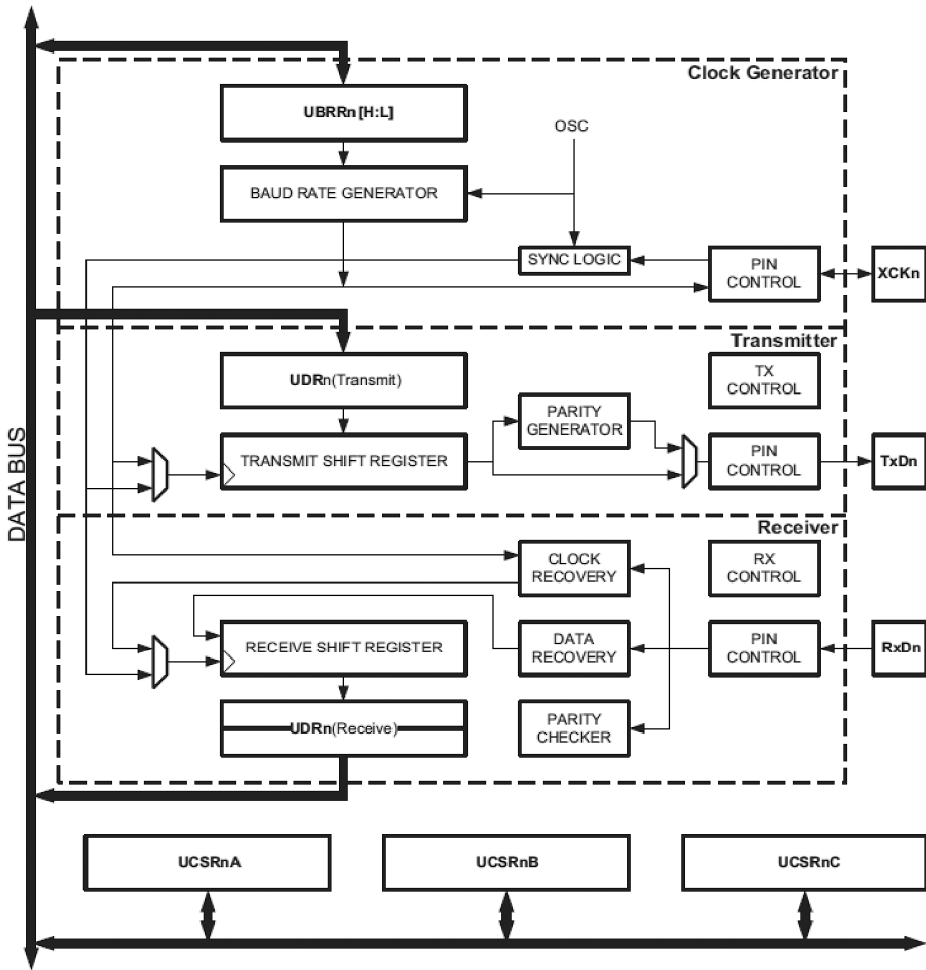 Clock Generator
UBRRn[H:L]
OSC
BAUD RATE GENERATOR
SYNC LOGIC
PIN
CONTROL
XCKn
Transmitter
UDRn(Transmit)
TX
CONTROL
PARITY
GENERATOR
TRANSMIT SHIFT REGISTER
PIN
CONTROL
TxDn
DATA BUS
Receiver
CLOCK
RECOVERY
RX
CONTROL
RECEIVE SHIFT REGISTER
DATA
RECOVERY
PIN
CONTROL
RxDn
UDRn(Receive)
PARITY
CHECKER
UCSRnA
UCSRnB
UCSRnC